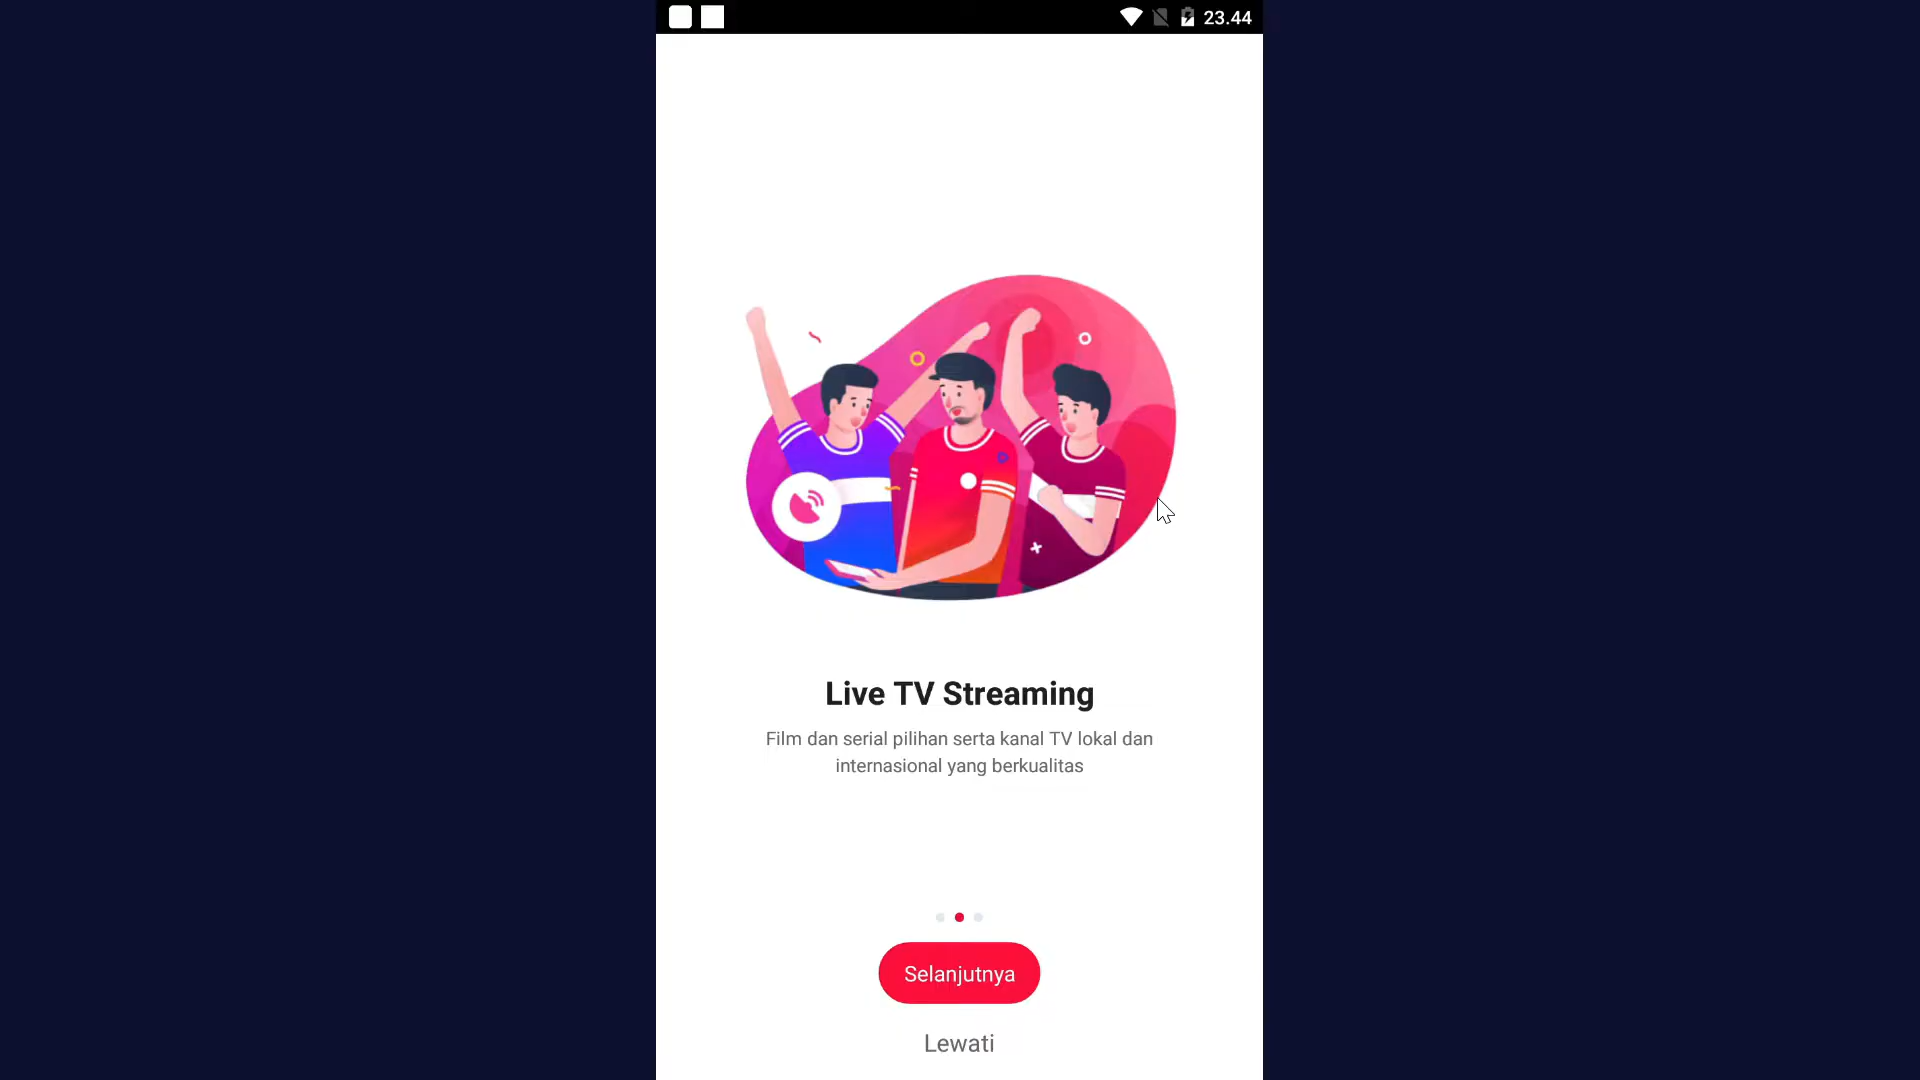 23.44
Live TV Streaming
Film dan serial pilihan serta kanal TV lokal dan
internasional yang berkualitas
Selanjutnya
Lewati